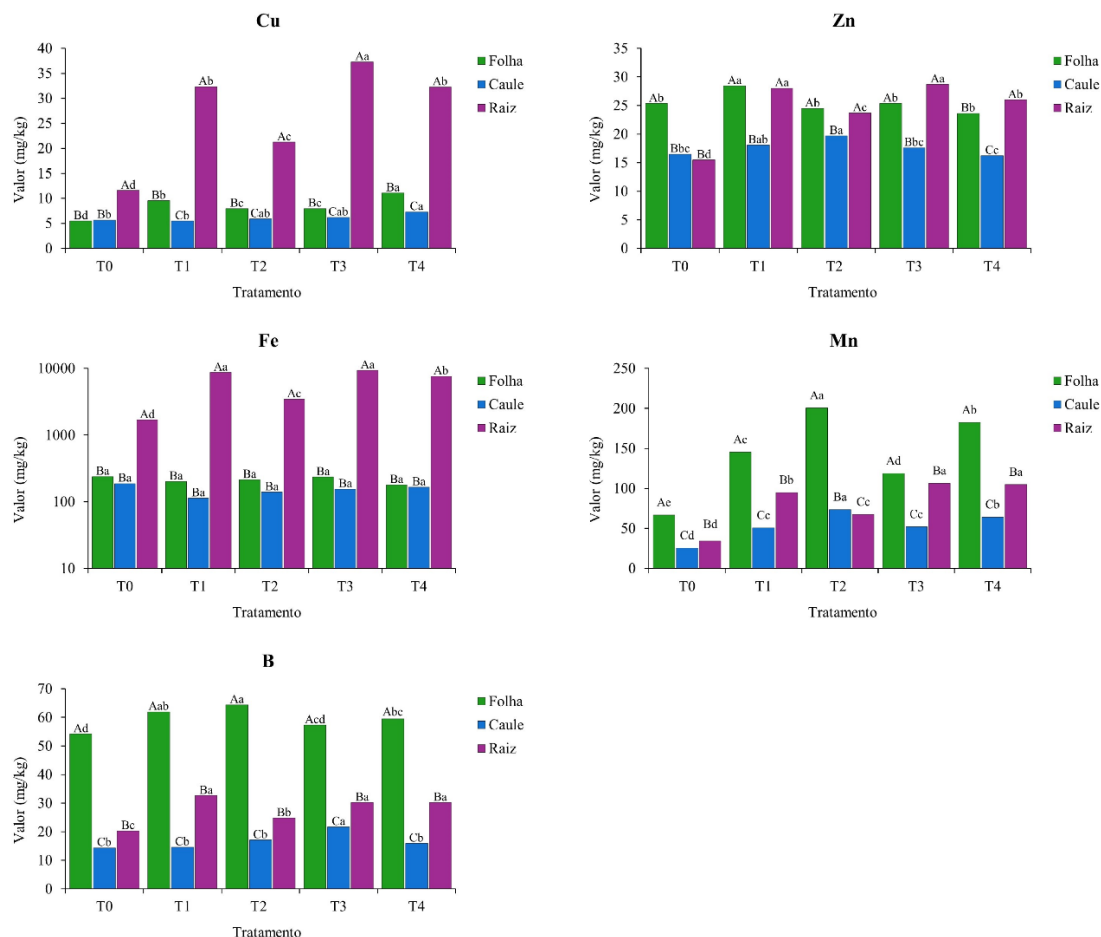 Cu
Valor (mg/kg)
40
35
30
25
20
15
10
5
0
Bd Bb Ad
Bb Cb Ab
Bc Cab Ac
Bc Cab Aa
Ba Ca Ab
T0 T1 T2 T3 T4
Tratamento
Folha
Caule
Raiz
Zn
Valor (mg/kg)
35
30
25
20
15
10
5
0
Ab Bbc Bd
Aa Bab Aa
Ab Ba Ac
Ab Bbc Aa
Bb Cc Ab
T0 T1 T2 T3 T4
Tratamento
Folha
Caule
Raiz
Fe
Valor (mg/kg)
10000
1000
100
10
Ba Ba Ad
Ba Ba Aa
Ba Ba Ac
Ba Ba Aa
Ba Ba Ab
T0 T1 T2 T3 T4
Tratamento
Folha
Caule
Raiz
Mn
Valor (mg/kg)
250
200
150
100
50
0
Ae Cd Bd
Ac Cc Bb
Aa Ba Cc
Ad Cc Ba
Ab Cb Ba
T0 T1 T2 T3 T4
Tratamento
Folha
Caule
Raiz
B
Valor (mg/kg)
70
60
50
40
30
20
10
0
Ad Cb Bc
Aab Cb Ba
Aa Cb Bb
Acd Ca Ba
Abc Cb Ba
T0 T1 T2 T3 T4
Tratamento
Folha
Caule
Raiz